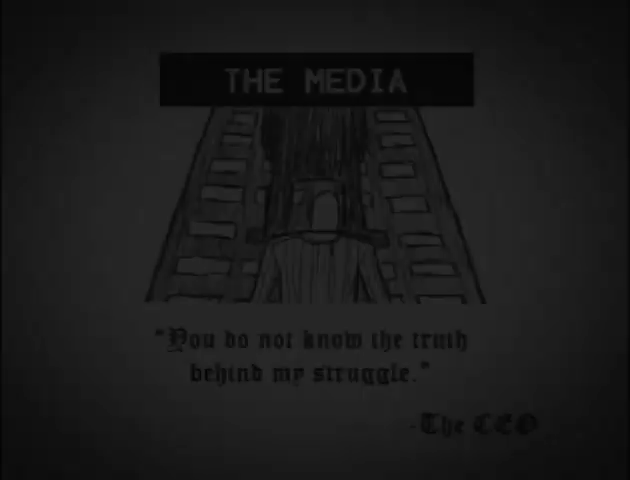 THE MEDIA
"You do not know the truth
behind my struggle."
-The CEO